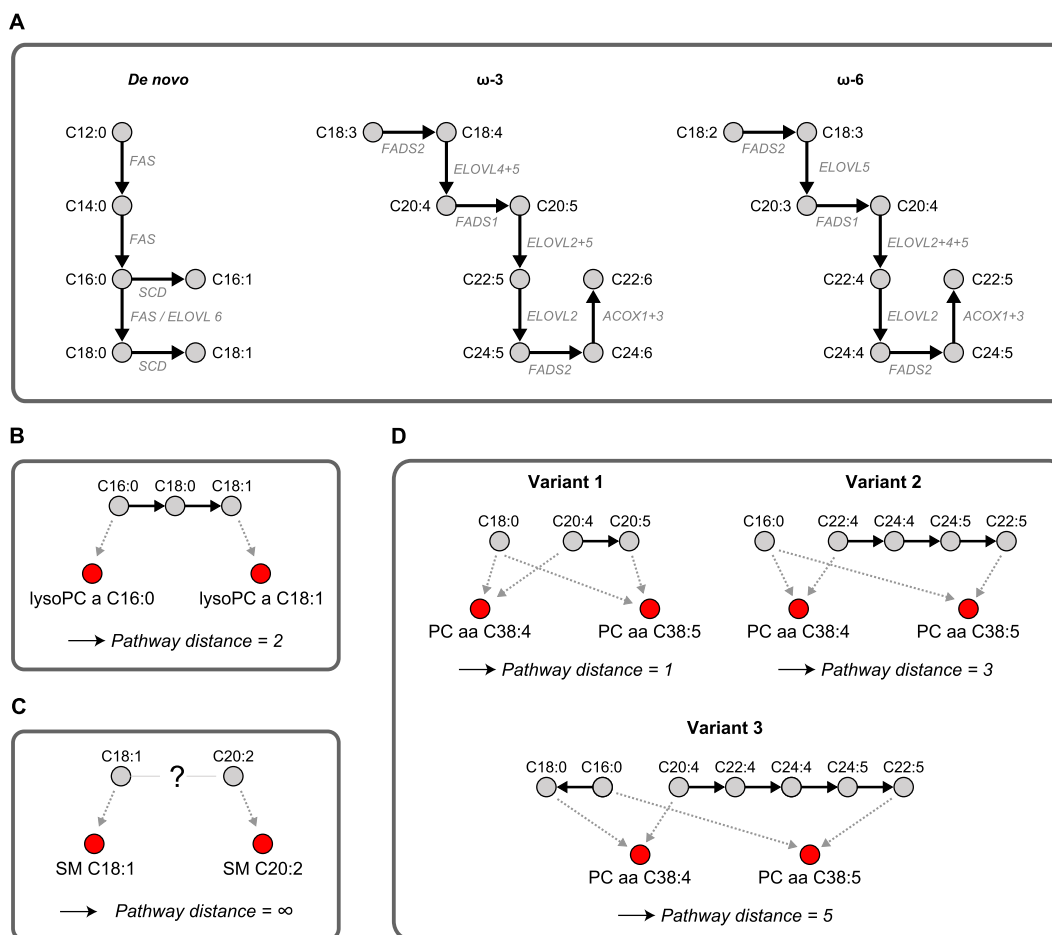 A
De novo
ω-3
ω-6
C12:0
FAS
C14:0
FAS
C16:0
C16:1
SCD
FAS / ELOVL 6
C18:0
C18:1
SCD
C18:3
C18:4
FADS2
ELOVL4+5
C20:4
C20:5
FADS1
ELOVL2+5
C22:5
C22:6
ELOVL2
ACOX1+3
C24:5
C24:6
FADS2
C18:2
C18:3
FADS2
ELOVL5
C20:3
C20:4
FADS1
ELOVL2+4+5
C22:4
C22:5
ELOVL2
ACOX1+3
C24:4
C24:5
FADS2
B
C16:0 C18:0 C18:1
lysoPC a C16:0 lysoPC a C18:1
Pathway distance = 2
C
C18:1 C20:2
?
SM C18:1 SM C20:2
Pathway distance = ∞
D
Variant 1
C18:0 C20:4 C20:5
PC aa C38:4 PC aa C38:5
Pathway distance = 1
Variant 2
C16:0 C22:4 C24:4 C24:5 C22:5
PC aa C38:4 PC aa C38:5
Pathway distance = 3
Variant 3
C18:0 C16:0 C20:4 C22:4 C24:4 C24:5 C22:5
PC aa C38:4 PC aa C38:5
Pathway distance = 5